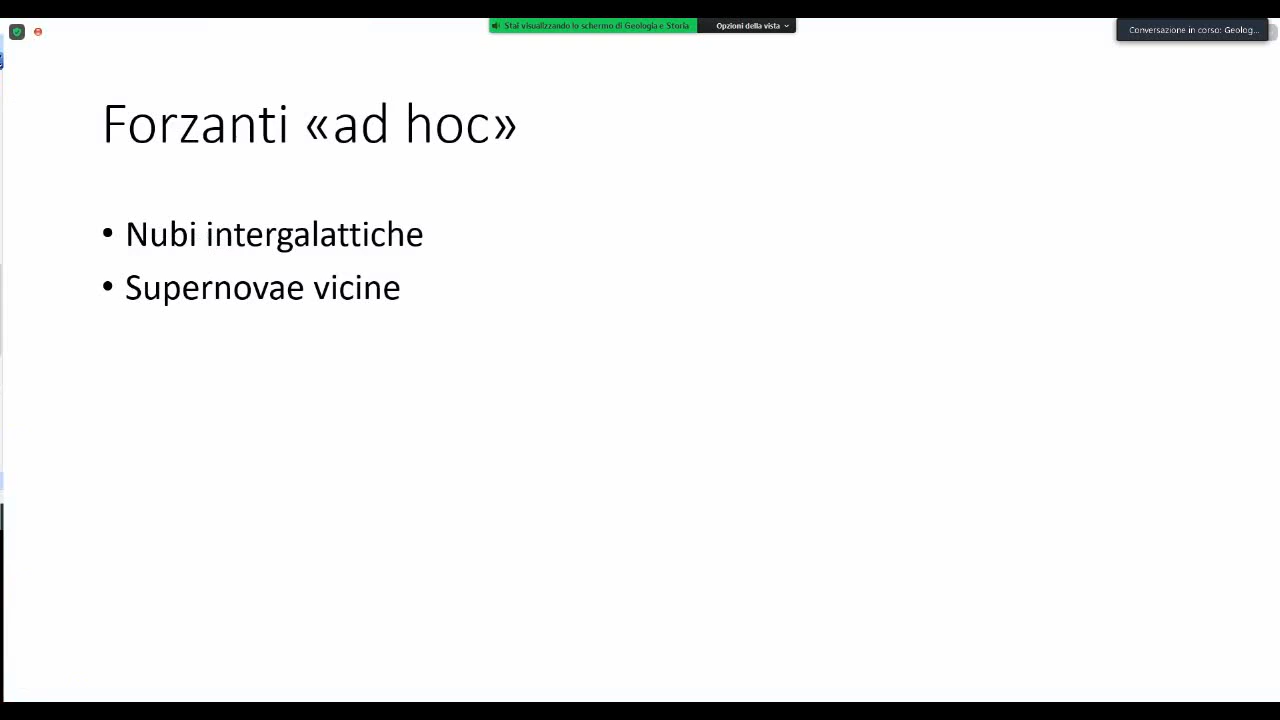 Stai visualizzando lo schermo di Geologia e Storia
Opzioni della vista
Conversazione in corso: Geolog...
Forzanti «ad hoc»
• Nubi intergalattiche
• Supernovae vicine